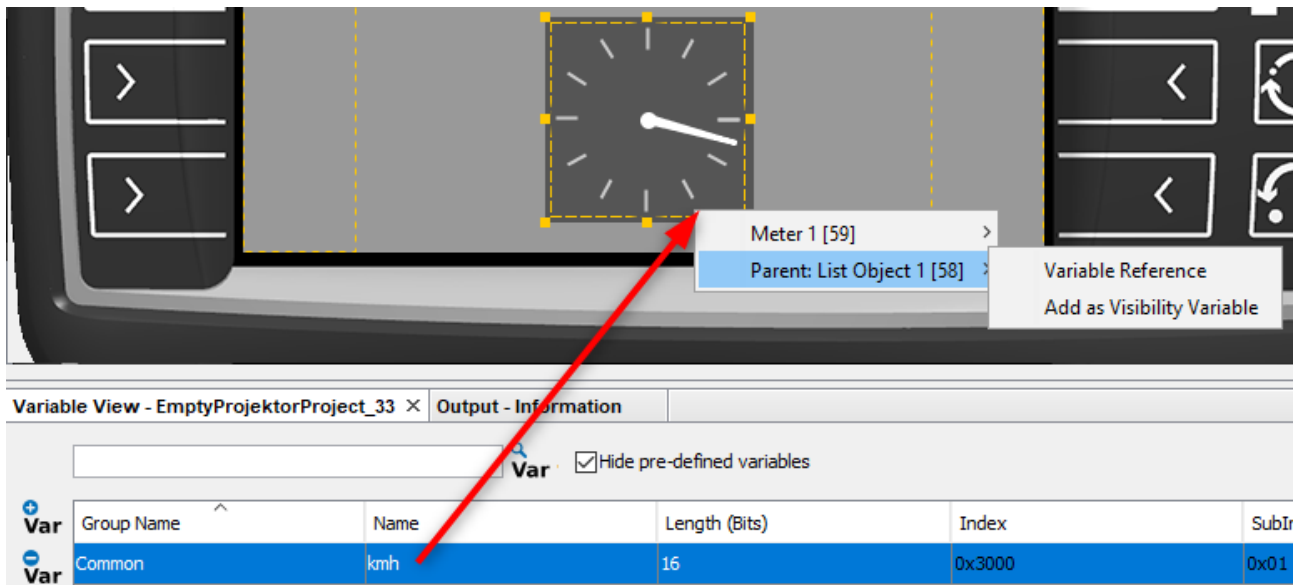 Meter 1 [59]
Parent: List Object 1 [58]
Variable Reference
Add as Visibility Variable
Variable View - EmptyProjektorProject_33
Output - Information
Var
Hide pre-defined variables
Var Group Name Name Length (Bits) Index
Var Common kmh 16 0x3000 0x01